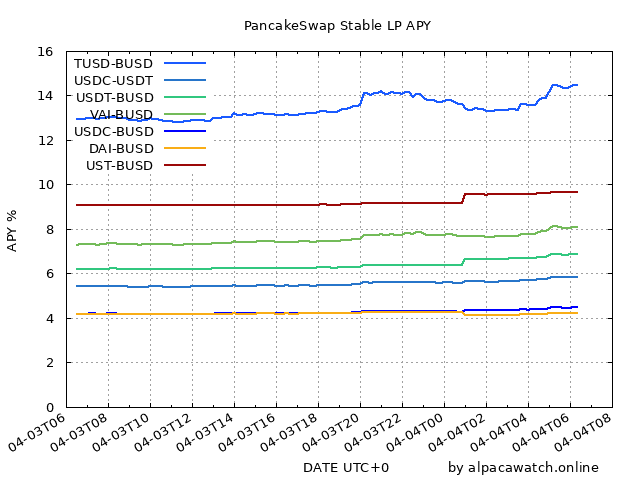 PancakeSwap Stable LP APY
16
14
12
10
8
6
4
2
0
APY %
TUSD-BUSD
USDC-USDT
USDT-BUSD
VAI-BUSD
USDC-BUSD
DAI-BUSD
UST-BUSD
04-03T06
04-03T08
04-03T10
04-03T12
04-03T14
04-03T16
04-03T18
04-03T20
04-03T22
04-04T00
04-04T02
04-04T04
04-04T06
04-04T08
DATE UTC+0
by alpacawatch.online